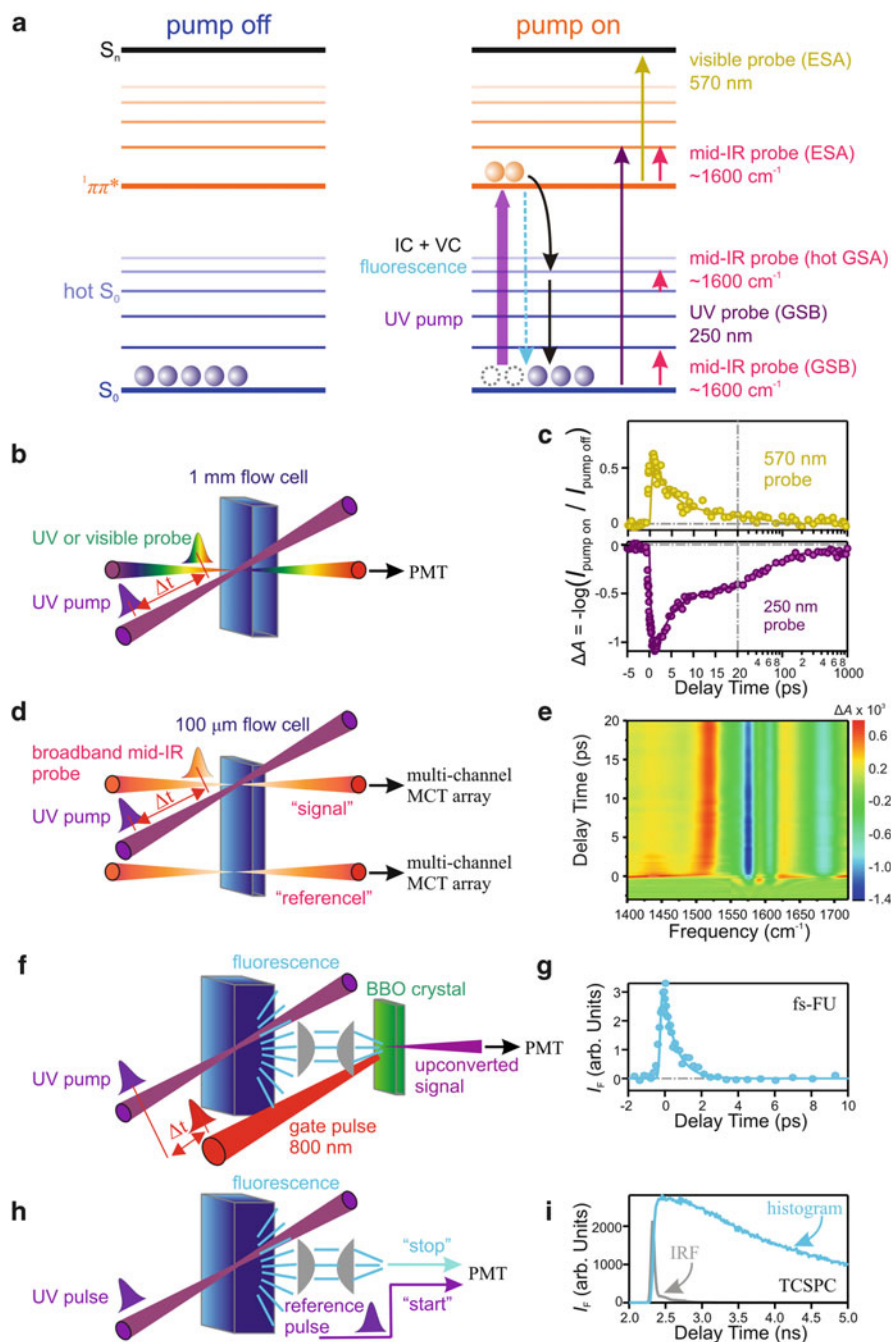 a
pump off
pump on
Sn
¹ππ*
hot S₀
S₀
IC + VC
fluorescence
UV pump
visible probe (ESA)
570 nm
mid-IR probe (ESA)
~1600 cm⁻¹
mid-IR probe (hot GSA)
~1600 cm⁻¹
UV probe (GSB)
250 nm
mid-IR probe (GSB)
~1600 cm⁻¹
b
1 mm flow cell
UV or visible probe
Δt
UV pump
PMT
c
ΔA = -log(I pump on / I pump off)
0.5
0
570 nm
probe
0
-0.5
-1
250 nm
probe
-5 0 5 10 15 20 4 6 8 100 2 4 6 8 1000
Delay Time (ps)
d
100 µm flow cell
broadband mid-IR
probe
Δt
UV pump
"signal"
multi-channel
MCT array
"referencel"
multi-channel
MCT array
e
ΔA x 10³
Delay Time (ps)
20
15
10
5
0
0.6
0.2
-0.2
-0.6
-1.0
-1.4
1400 1450 1500 1550 1600 1650 1700
Frequency (cm⁻¹)
f
fluorescence
BBO crystal
UV pump
Δt
gate pulse
800 nm
upconverted
signal
PMT
g
fs-FU
I_F (arb. Units)
3
2
1
0
-2 0 2 4 6 8 10
Delay Time (ps)
h
fluorescence
UV pulse
reference
pulse
"stop"
"start"
PMT
i
histogram
IRF
TCSPC
I_F (arb. Units)
2000
1000
0
2.0 2.5 3.0 3.5 4.0 4.5 5.0
Delay Time (ns)